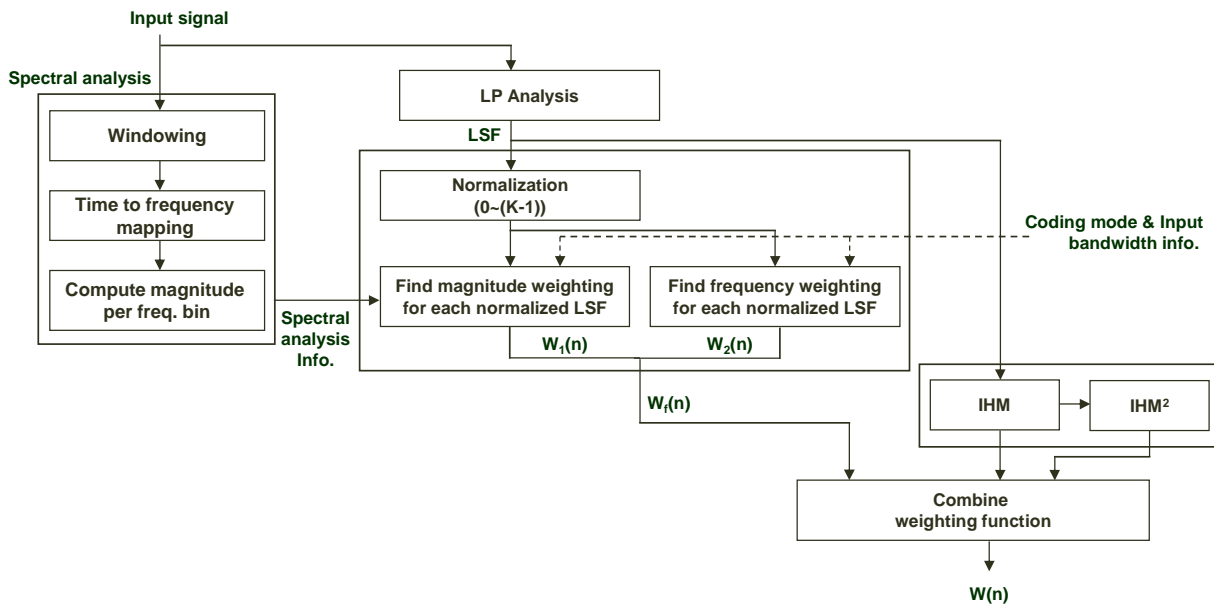 Input signal
Spectral analysis
LP Analysis
Windowing
LSF
Normalization
(0~(K-1))
Time to frequency
mapping
Coding mode & Input
bandwidth info.
Compute magnitude
per freq. bin
Find magnitude weighting
for each normalized LSF
Find frequency weighting
for each normalized LSF
Spectral
analysis
Info.
W₁(n)
W₂(n)
W_f(n)
IHM
IHM²
Combine
weighting function
W(n)